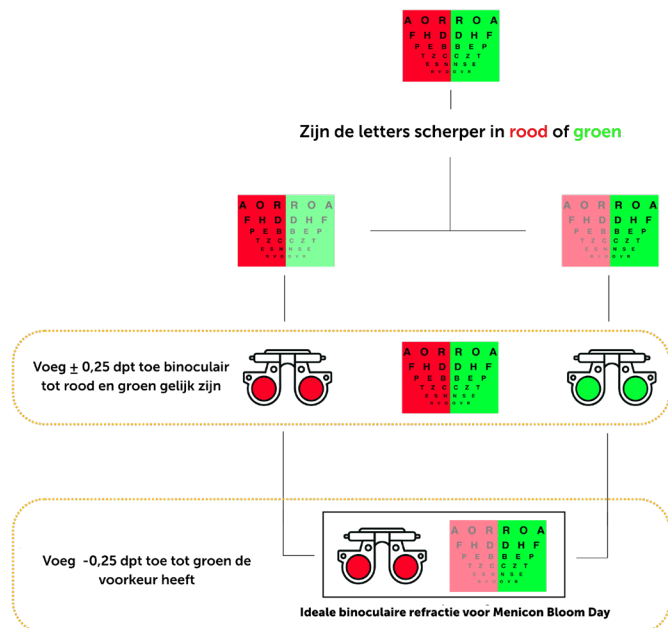 A O R R O A
F H D D H F
P E B B E P
T Z C C Z T
E S N N S E
R V O O V R
Zijn de letters scherper in rood of groen
A O R R O A
F H D D H F
P E B B E P
T Z C C Z T
E S N N S E
R V O O V R
A O R R O A
F H D D H F
P E B B E P
T Z C C Z T
E S N N S E
R V O O V R
Voeg ± 0,25 dpt toe binoculair
tot rood en groen gelijk zijn
A O R R O A
F H D D H F
P E B B E P
T Z C C Z T
E S N N S E
R V O O V R
Voeg -0,25 dpt toe tot groen de
voorkeur heeft
A O R R O A
F H D D H F
P E B B E P
T Z C C Z T
E S N N S E
R V O O V R
Ideale binoculaire refractie voor Menicon Bloom Day